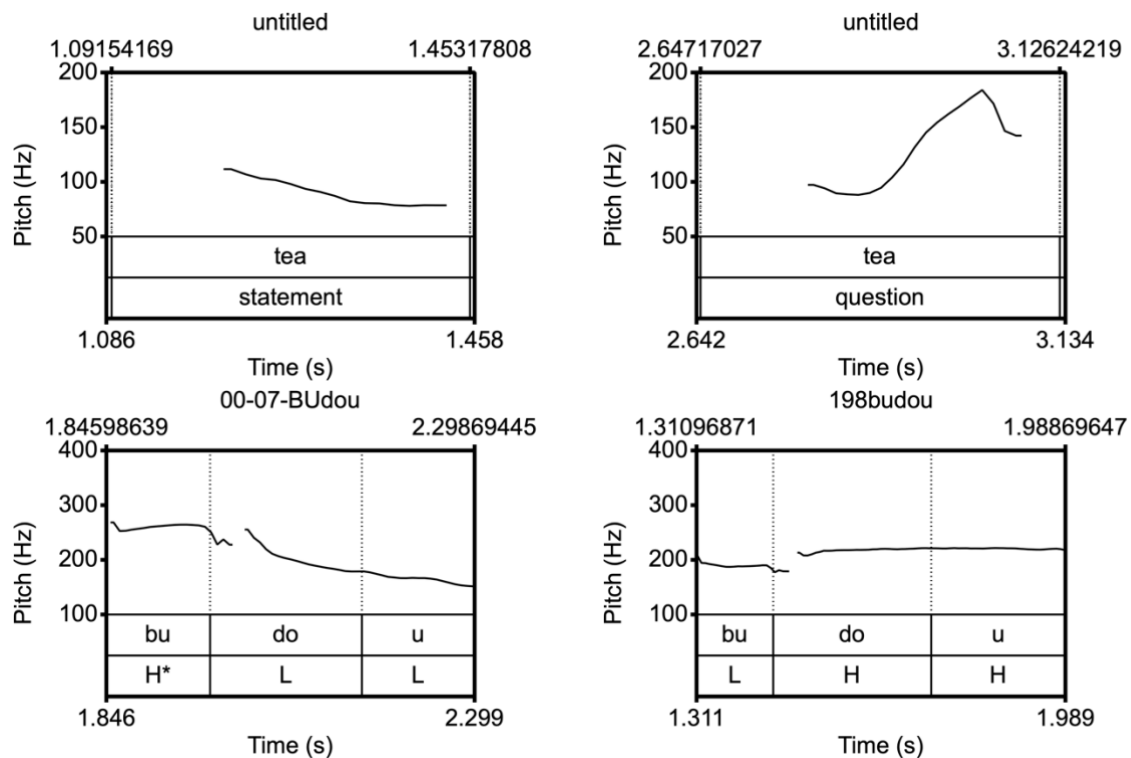 untitled
1.09154169 1.45317808
200
150
100
50
Pitch (Hz)
tea
statement
1.086 1.458
Time (s)
untitled
2.64717027 3.12624219
200
150
100
50
Pitch (Hz)
tea
question
2.642 3.134
Time (s)
00-07-BUdou
1.84598639 2.29869445
400
300
200
100
Pitch (Hz)
bu do u
H* L L
1.846 2.299
Time (s)
198budou
1.31096871 1.98869647
400
300
200
100
Pitch (Hz)
bu do u
L H H
1.311 1.989
Time (s)